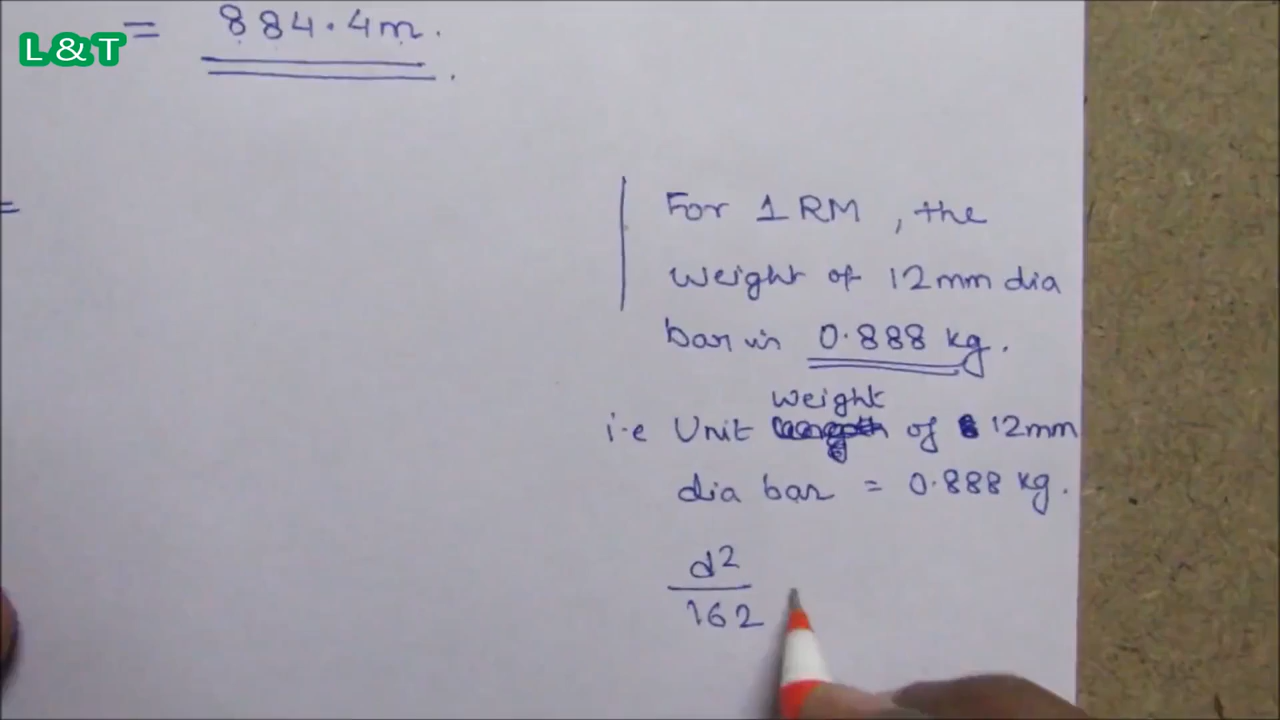 L&T
= 884.4m.
=
For 1 RM, the
weight of 12mm dia
bar is 0.888 kg.
weight
i.e Unit of 12mm
dia bar = 0.888 kg.
d2
162